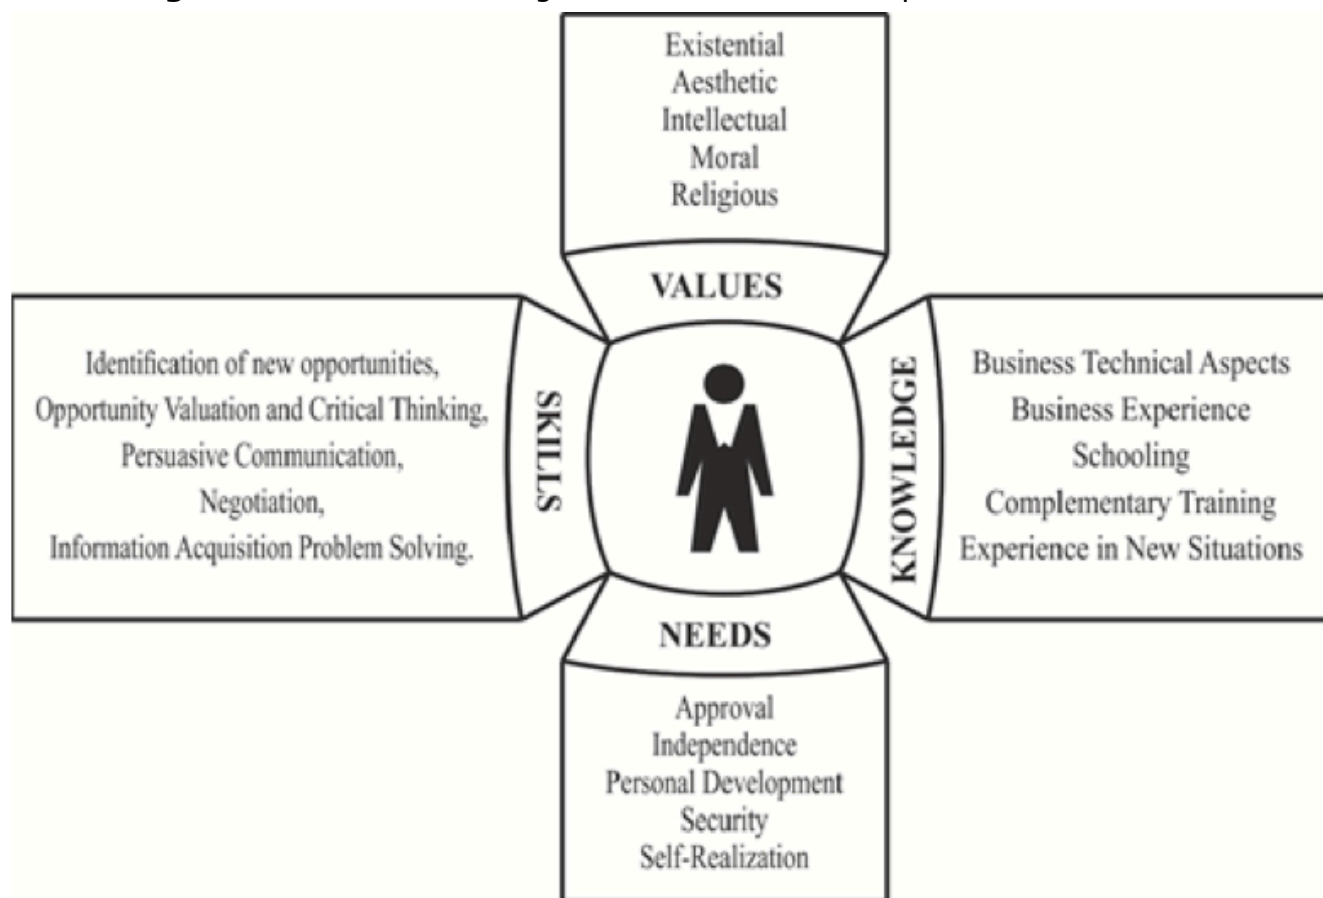 Existential
Aesthetic
Intellectual
Moral
Religious
VALUES
Identification of new opportunities,
Opportunity Valuation and Critical Thinking,
Persuasive Communication,
Negotiation,
Information Acquisition Problem Solving.
SKILLS
KNOWLEDGE
Business Technical Aspects
Business Experience
Schooling
Complementary Training
Experience in New Situations
NEEDS
Approval
Independence
Personal Development
Security
Self-Realization